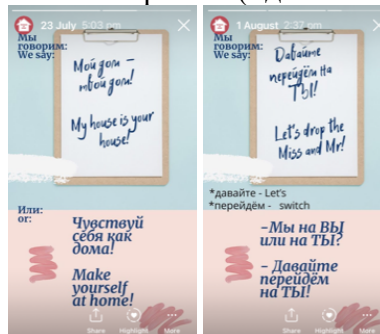 23 July 5:03 pm
Мы
говорим:
We say:
Мой дом –
твой дом!
My house is your
house!
Или:
or:
Чувствуй
себя как
дома!
Make
yourself
at home!
Share Highlight More
1 August 2:37 pm
Мы
говорим:
We say:
Давайте
перейдём на
ТЫ!
Let's drop the
Miss and Mr!
*давайте - Let's
*перейдём - switch
–Мы на ВЫ
или на ТЫ?
– Давайте
перейдём
на ТЫ!
Share Highlight More